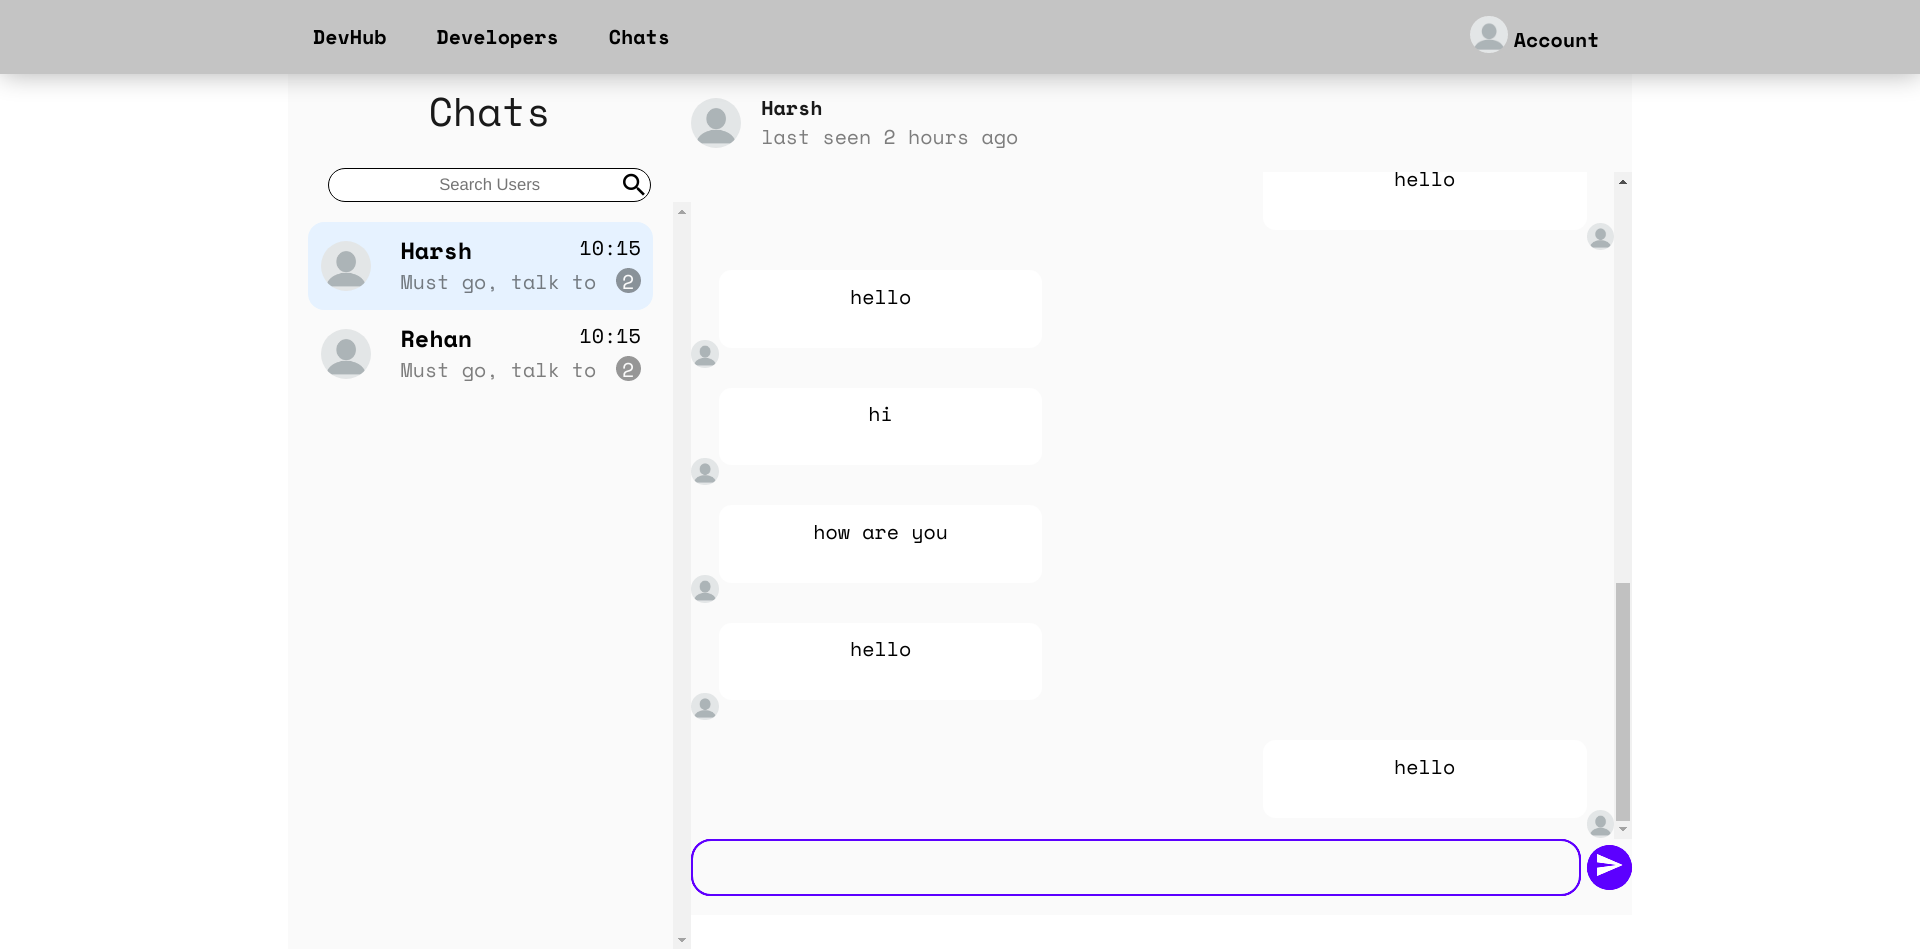 DevHub Developers Chats Account
Chats
Search Users
Harsh 10:15
Must go, talk to 2
Rehan 10:15
Must go, talk to 2
Harsh
last seen 2 hours ago
hello
hello
hi
how are you
hello
hello